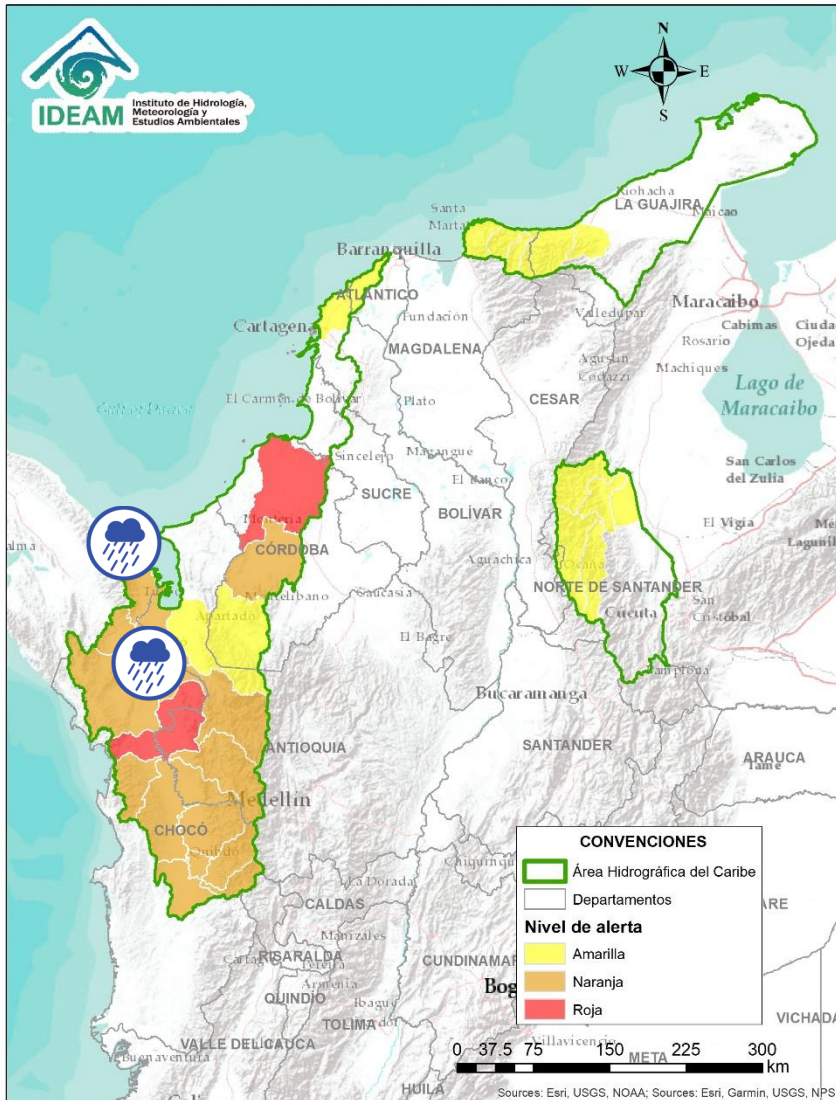 IDEAM
Instituto de Hidrología,
Meteorología y
Estudios Ambientales
N
W
E
S
Riohacha
LA GUAJIRA
Maicao
Santa
Marta
Barranquilla
ATLÁNTICO
Cartagena
Fundación
Valledupar
Maracaibo
Cabimas
Ciuda
Ojeda
Rosario
Machiques
MAGDALENA
Agustín
Codazzi
CESAR
Lago de
Maracaibo
El Carmen de Bolívar
Plato
Sincelejo
Magangué
San Carlos
del Zulia
SUCRE
El Banco
BOLÍVAR
Montería
El Vigía
CÓRDOBA
Aguachica
Ocaña
NORTE DE SANTANDER
Montelíbano
Caucasia
Cúcuta
San
Cristóbal
Apartadó
El Bagre
Pamplona
Bucaramanga
ANTIOQUIA
SANTANDER
ARAUCA
Tame
Medellín
CHOCÓ
Quibdó
Chiquinqu
La Dorada
CALDAS
Manizales
RISARALDA
Pereira
CUNDINAMAR
Armenia
QUINDÍO
Ibagué
Bog
TOLIMA
VICHADA
VALLE DEL CAUCA
Villavicencio
Buenaventura
META
HUILA
CONVENCIONES
Área Hidrográfica del Caribe
Departamentos
Nivel de alerta
Amarilla
Naranja
Roja
0 37.5 75 150 225 300
km
Sources: Esri, USGS, NOAA; Sources: Esri, Garmin, USGS, NPS